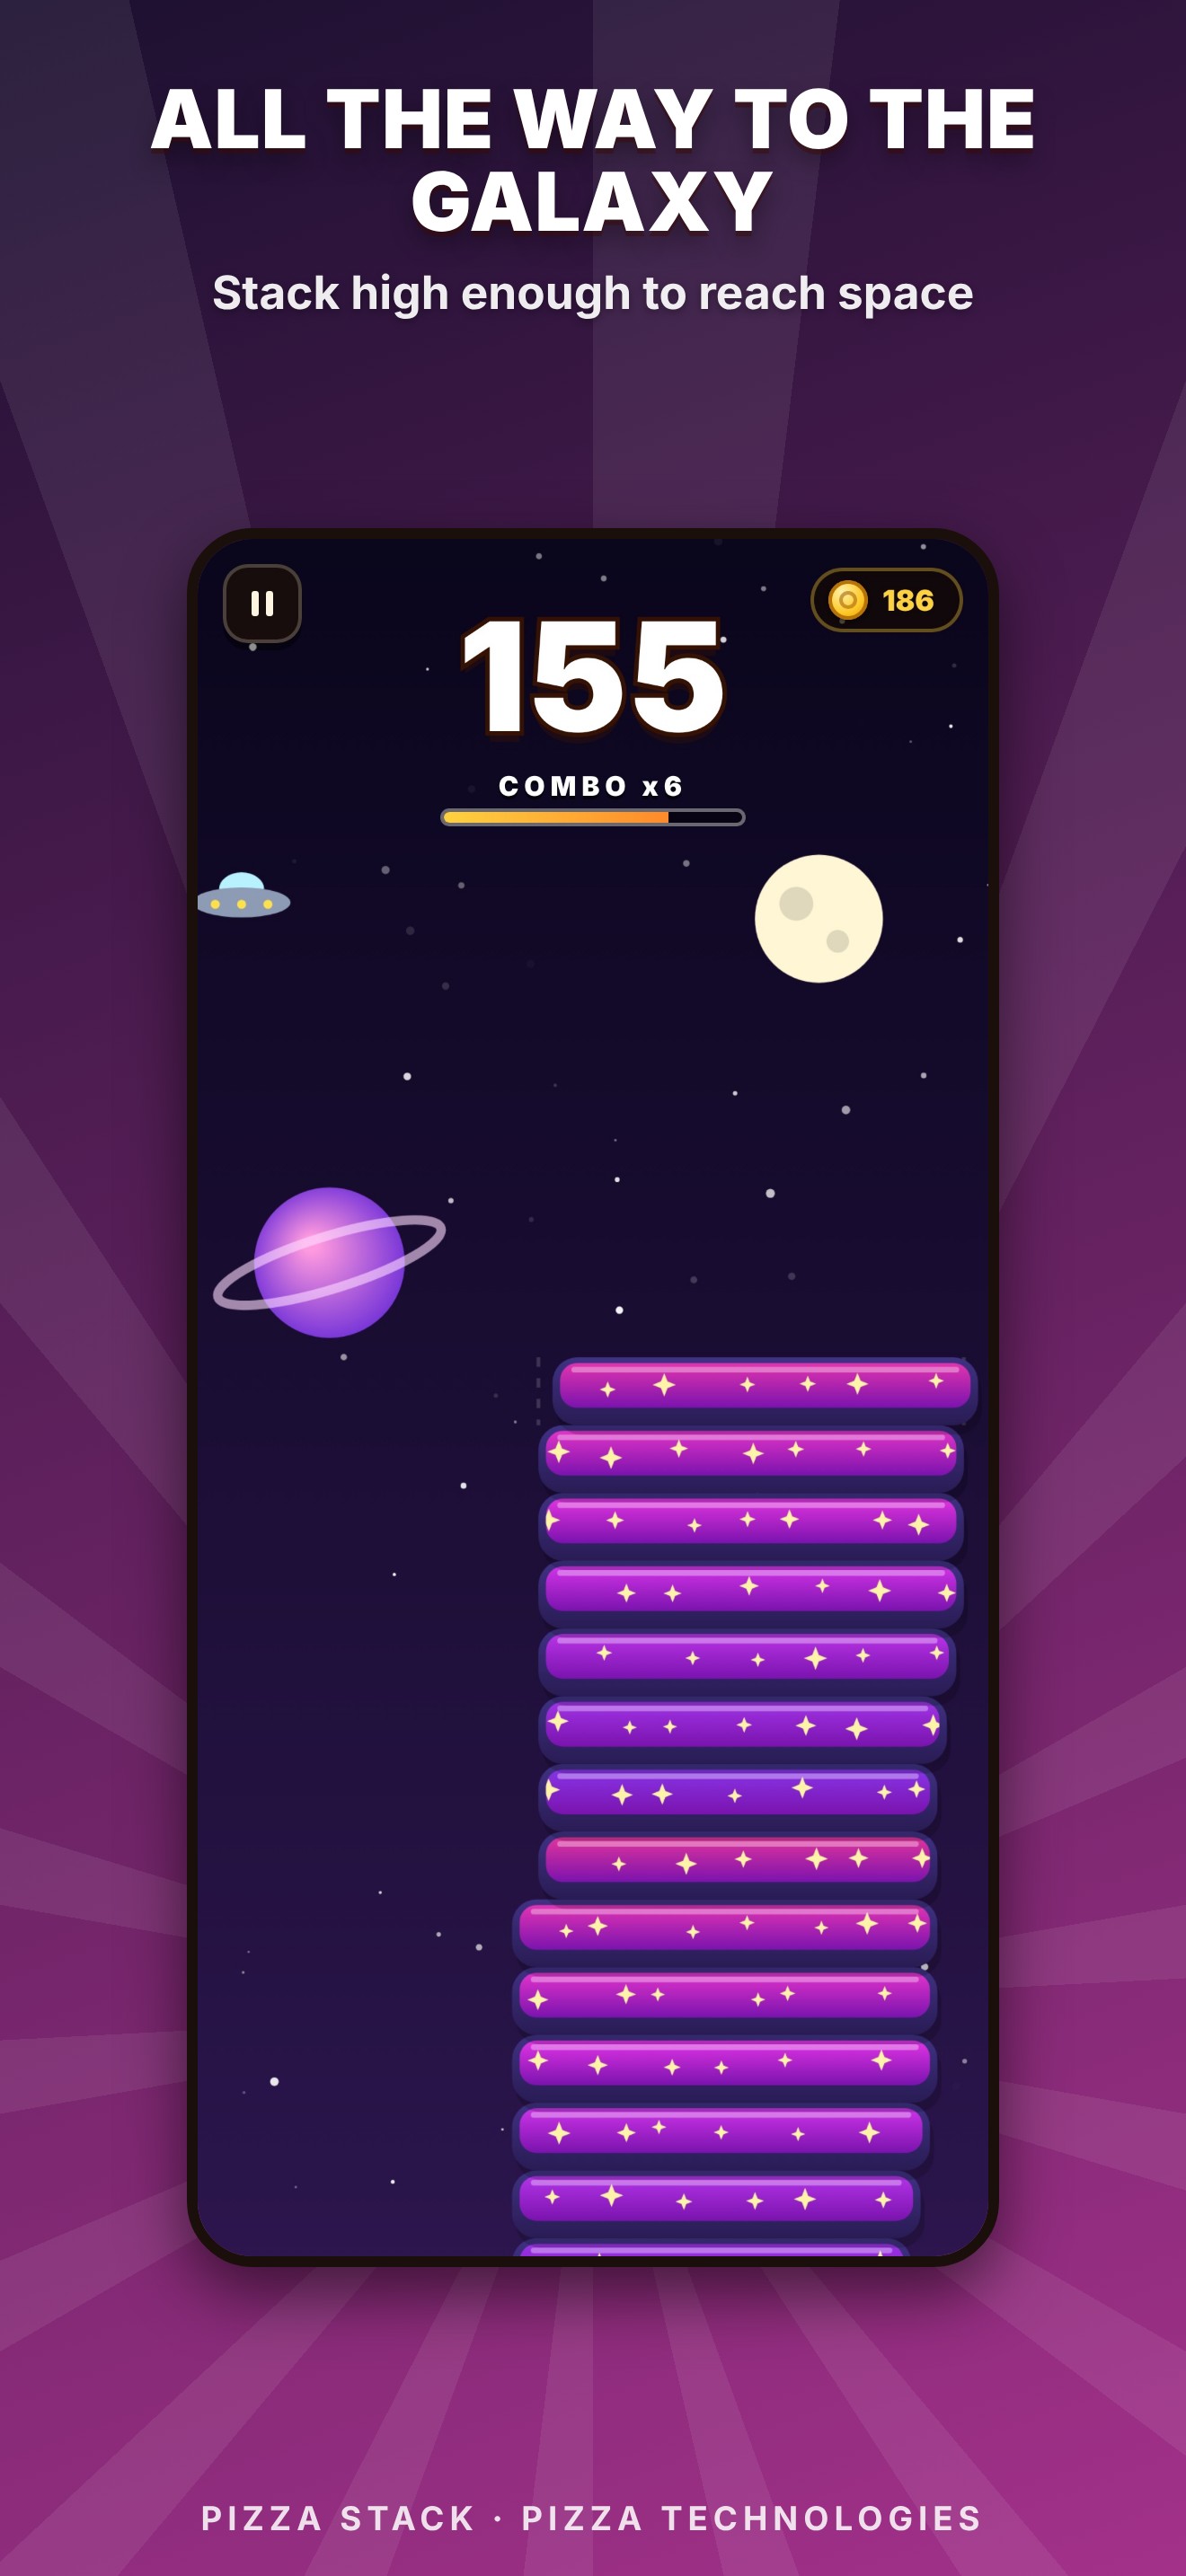 ALL THE WAY TO THE
GALAXY
Stack high enough to reach space
186
155
COMBO x6
PIZZA STACK · PIZZA TECHNOLOGIES